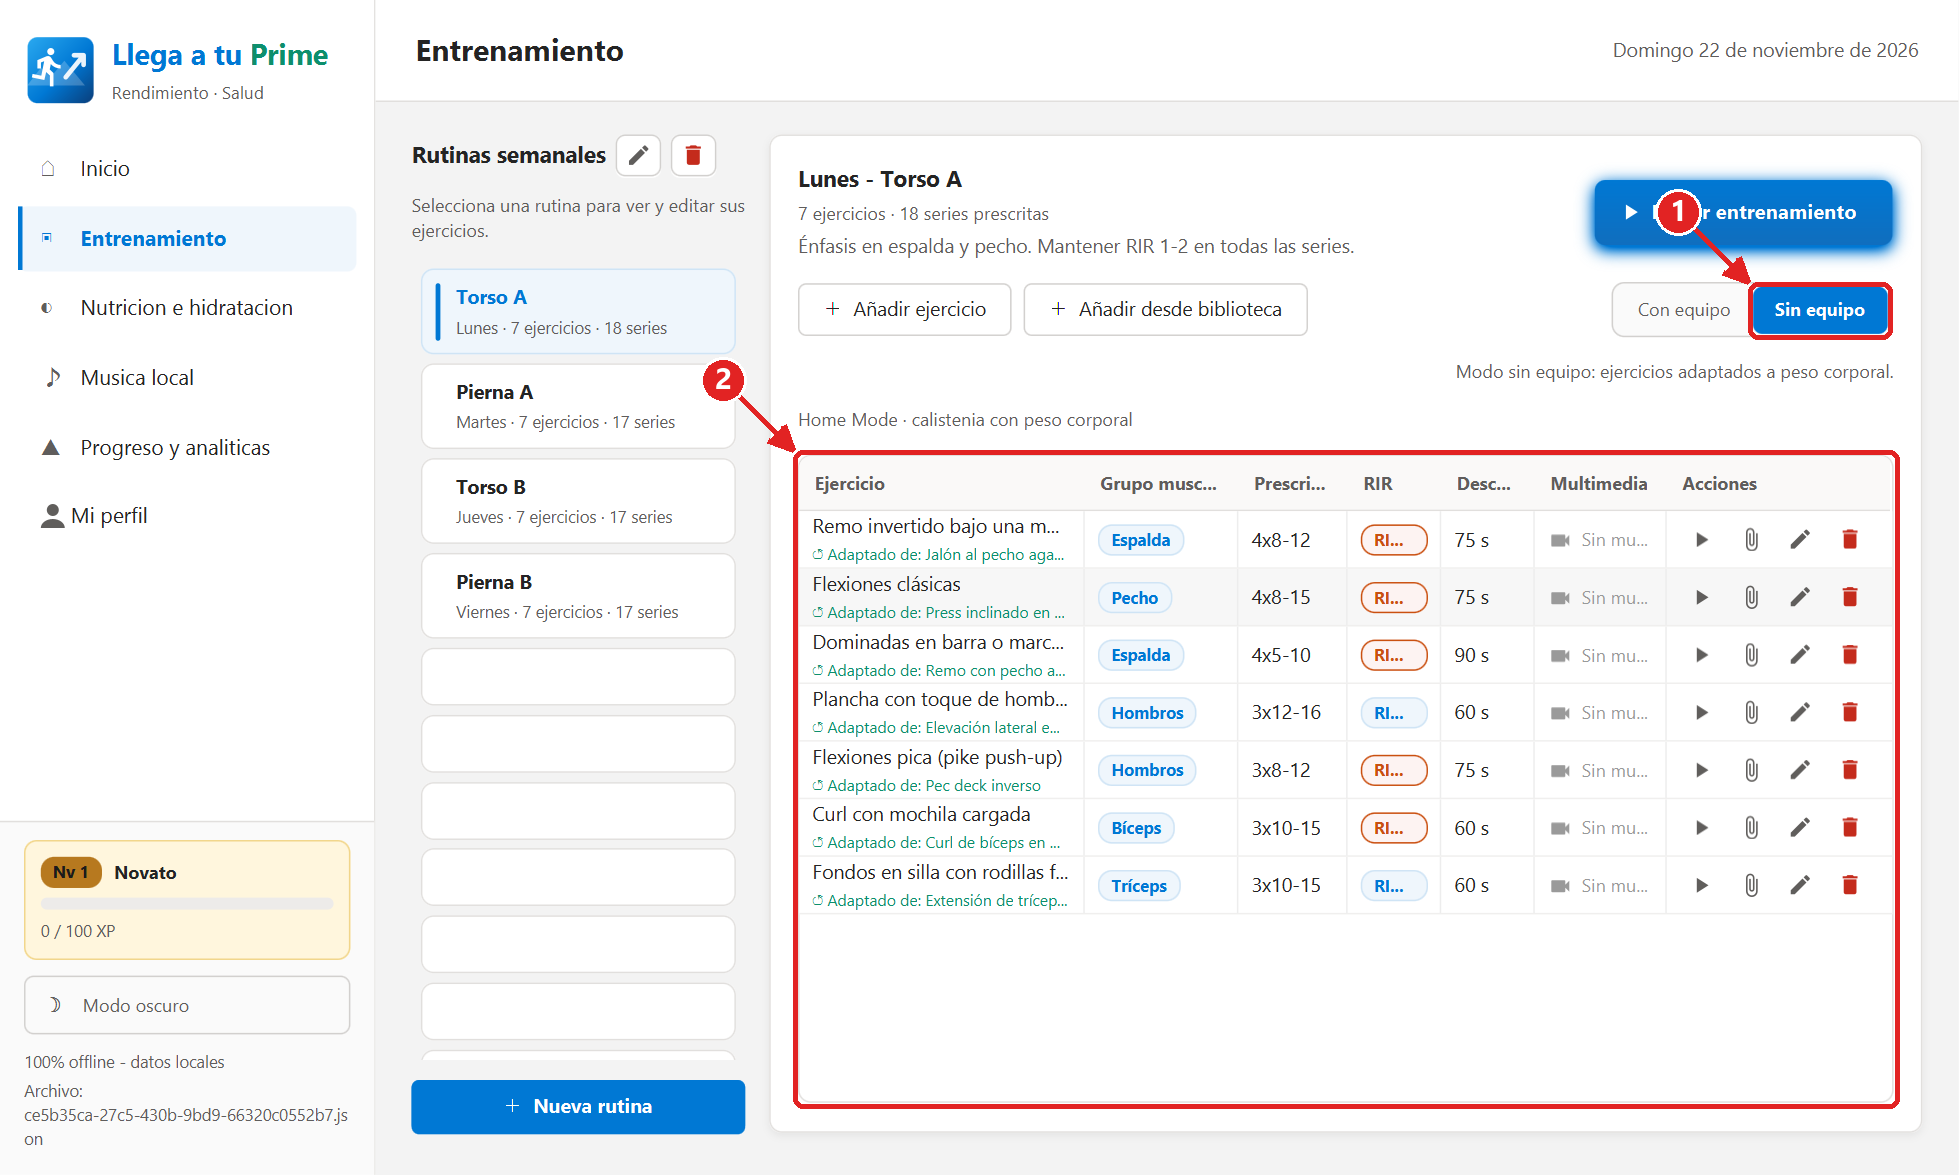 Llega a tu Prime
Rendimiento · Salud
Inicio
Entrenamiento
Nutricion e hidratacion
Musica local
Progreso y analiticas
Mi perfil
Nv 1 Novato
0 / 100 XP
Modo oscuro
100% offline - datos locales
Archivo:
ce5b35ca-27c5-430b-9bd9-66320c0552b7.js
on
Entrenamiento
Domingo 22 de noviembre de 2026
Rutinas semanales
Selecciona una rutina para ver y editar sus
ejercicios.
Torso A
Lunes · 7 ejercicios · 18 series
Pierna A
Martes · 7 ejercicios · 17 series
Torso B
Jueves · 7 ejercicios · 17 series
Pierna B
Viernes · 7 ejercicios · 17 series
+ Nueva rutina
Lunes - Torso A
7 ejercicios · 18 series prescritas
Énfasis en espalda y pecho. Mantener RIR 1-2 en todas las series.
1
entrenamiento
+ Añadir ejercicio
+ Añadir desde biblioteca
Con equipo
Sin equipo
Modo sin equipo: ejercicios adaptados a peso corporal.
2
Home Mode · calistenia con peso corporal
Ejercicio Grupo musc... Prescri... RIR Desc... Multimedia Acciones
Remo invertido bajo una m...
Adaptado de: Jalón al pecho aga...
Espalda 4x8-12 RI... 75 s Sin mu...
Flexiones clásicas
Adaptado de: Press inclinado en ...
Pecho 4x8-15 RI... 75 s Sin mu...
Dominadas en barra o marc...
Adaptado de: Remo con pecho a...
Espalda 4x5-10 RI... 90 s Sin mu...
Plancha con toque de homb...
Adaptado de: Elevación lateral e...
Hombros 3x12-16 RI... 60 s Sin mu...
Flexiones pica (pike push-up)
Adaptado de: Pec deck inverso
Hombros 3x8-12 RI... 75 s Sin mu...
Curl con mochila cargada
Adaptado de: Curl de bíceps en ...
Bíceps 3x10-15 RI... 60 s Sin mu...
Fondos en silla con rodillas f...
Adaptado de: Extensión de trícep...
Tríceps 3x10-15 RI... 60 s Sin mu...